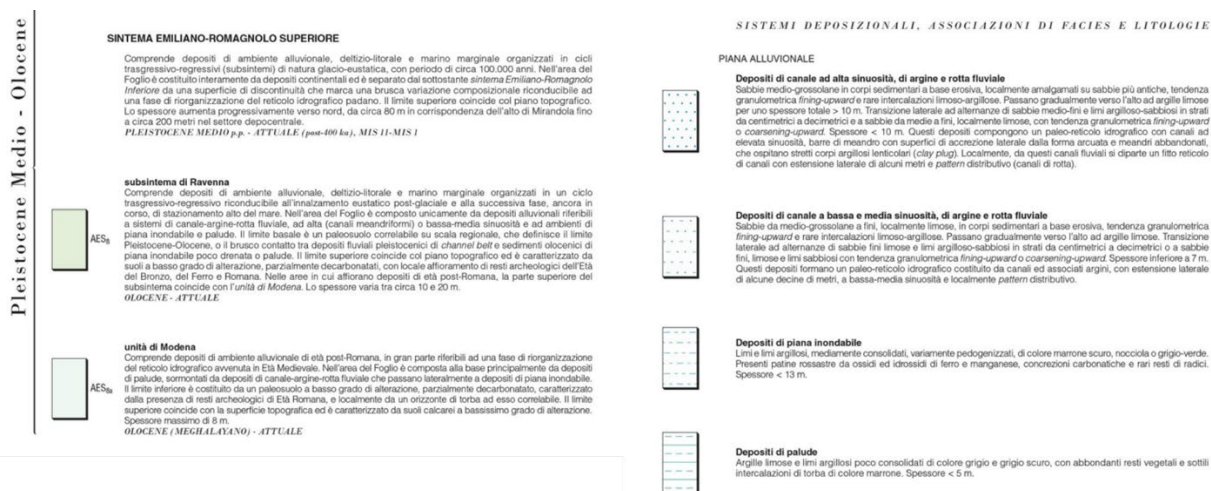 Pleistocene Medio - Olocene
SINTEMA EMILIANO-ROMAGNOLO SUPERIORE
Comprende depositi di ambiente alluvionale, deltizio-litorale e marino marginale organizzati in cicli
trasgressivo-regressivi (subsintemi) di natura glacio-eustatica, con periodo di circa 100.000 anni. Nell'area del
Foglio è costituito interamente da depositi continentali ed è separato dal sottostante sintema Emiliano-Romagnolo
Inferiore da una superficie di discontinuità che marca una brusca variazione composizionale riconducibile ad
una fase di riorganizzazione del reticolo idrografico padano. Il limite superiore coincide col piano topografico.
Lo spessore aumenta progressivamente verso nord, da circa 80 m in corrispondenza dell'alto di Mirandola fino
a circa 200 metri nel settore depocentrale.
PLEISTOCENE MEDIO p.p. - ATTUALE (post-400 ka), MIS 11-MIS 1
AES8
subsintema di Ravenna
Comprende depositi di ambiente alluvionale, deltizio-litorale e marino marginale organizzati in un ciclo
trasgressivo-regressivo riconducibile all'innalzamento eustatico post-glaciale e alla successiva fase, ancora in
corso, di stazionamento alto del mare. Nell'area del Foglio è composto unicamente da depositi alluvionali riferibili
a sistemi di canale-argine-rotta fluviale, ad alta (canali meandriformi) o bassa-media sinuosità e ad ambienti di
piana inondabile e palude. Il limite basale è un paleosuolo correlabile su scala regionale, che definisce il limite
Pleistocene-Olocene, o il brusco contatto tra depositi fluviali pleistocenici di channel belt e sedimenti olocenici di
piana inondabile poco drenata o palude. Il limite superiore coincide col piano topografico ed è caratterizzato da
suoli a basso grado di alterazione, parzialmente decarbonatati, con locale affioramento di resti archeologici dell'Età
del Bronzo, del Ferro e Romana. Nelle aree in cui affiorano depositi di età post-Romana, la parte superiore del
subsintema coincide con l'unità di Modena. Lo spessore varia tra circa 10 e 20 m.
OLOCENE - ATTUALE
AES8a
unità di Modena
Comprende depositi di ambiente alluvionale di età post-Romana, in gran parte riferibili ad una fase di riorganizzazione
del reticolo idrografico avvenuta in Età Medievale. Nell'area del Foglio è composta alla base principalmente da depositi
di palude, sormontati da depositi di canale-argine-rotta fluviale che passano lateralmente a depositi di piana inondabile.
Il limite inferiore è costituito da un paleosuolo a basso grado di alterazione, parzialmente decarbonatato, caratterizzato
dalla presenza di resti archeologici di Età Romana, e localmente da un orizzonte di torba ad esso correlabile. Il limite
superiore coincide con la superficie topografica ed è caratterizzato da suoli calcarei a bassissimo grado di alterazione.
Spessore massimo di 8 m.
OLOCENE (MEGHALAYANO) - ATTUALE
SISTEMI DEPOSIZIONALI, ASSOCIAZIONI DI FACIES E LITOLOGIE
PIANA ALLUVIONALE
Depositi di canale ad alta sinuosità, di argine e rotta fluviale
Sabbie medio-grossolane in corpi sedimentari a base erosiva, localmente amalgamati su sabbie più antiche, tendenza
granulometrica fining-upward e rare intercalazioni limoso-argillose. Passano gradualmente verso l'alto ad argille limose
per uno spessore totale > 10 m. Transizione laterale ad alternanze di sabbie medio-fini e limi argilloso-sabbiosi in strati
da centimetrici a decimetrici e a sabbie da medie a fini, localmente limose, con tendenza granulometrica fining-upward
o coarsening-upward. Spessore < 10 m. Questi depositi compongono un paleo-reticolo idrografico con canali ad
elevata sinuosità, barre di meandro con superfici di accrezione laterale dalla forma arcuata e meandri abbandonati,
che ospitano stretti corpi argillosi lenticolari (clay plug). Localmente, da questi canali fluviali si diparte un fitto reticolo
di canali con estensione laterale di alcuni metri e pattern distributivo (canali di rotta).
Depositi di canale a bassa e media sinuosità, di argine e rotta fluviale
Sabbie da medio-grossolane a fini, localmente limose, in corpi sedimentari a base erosiva, tendenza granulometrica
fining-upward e rare intercalazioni limoso-argillose. Passano gradualmente verso l'alto ad argille limose. Transizione
laterale ad alternanze di sabbie fini limose e limi argilloso-sabbiosi in strati da centimetrici a decimetrici o a sabbie
fini, limose e limi sabbiosi con tendenza granulometrica fining-upward o coarsening-upward. Spessore inferiore a 7 m.
Questi depositi formano un paleo-reticolo idrografico costituito da canali ed associati argini, con estensione laterale
di alcune decine di metri, a bassa-media sinuosità e localmente pattern distributivo.
Depositi di piana inondabile
Limi e limi argillosi, mediamente consolidati, variamente pedogenizzati, di colore marrone scuro, nocciola o grigio-verde.
Presenti patine rossastre da ossidi ed idrossidi di ferro e manganese, concrezioni carbonatiche e rari resti di radici.
Spessore < 13 m.
Depositi di palude
Argille limose e limi argillosi poco consolidati di colore grigio e grigio scuro, con abbondanti resti vegetali e sottili
intercalazioni di torba di colore marrone. Spessore < 5 m.